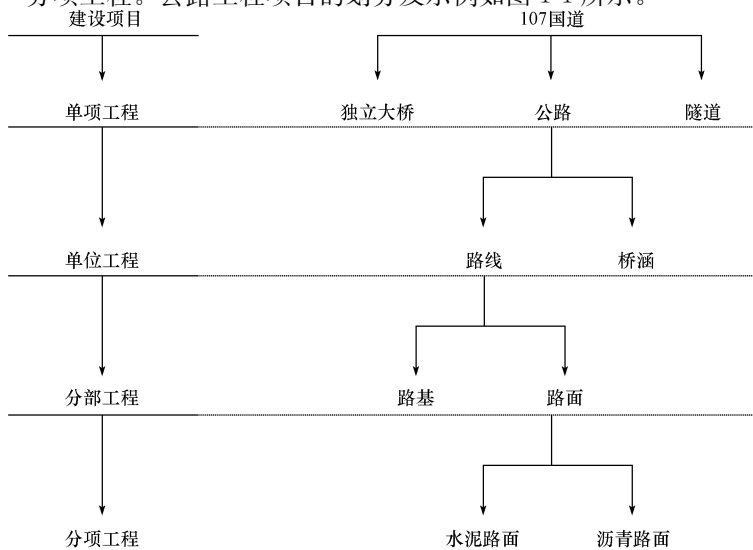 分项工程。公路工程项目的划分及示例如图 1-1 所示。
建设项目 107国道
单项工程 独立大桥 公路 隧道
单位工程 路线 桥涵
分部工程 路基 路面
分项工程 水泥路面 沥青路面